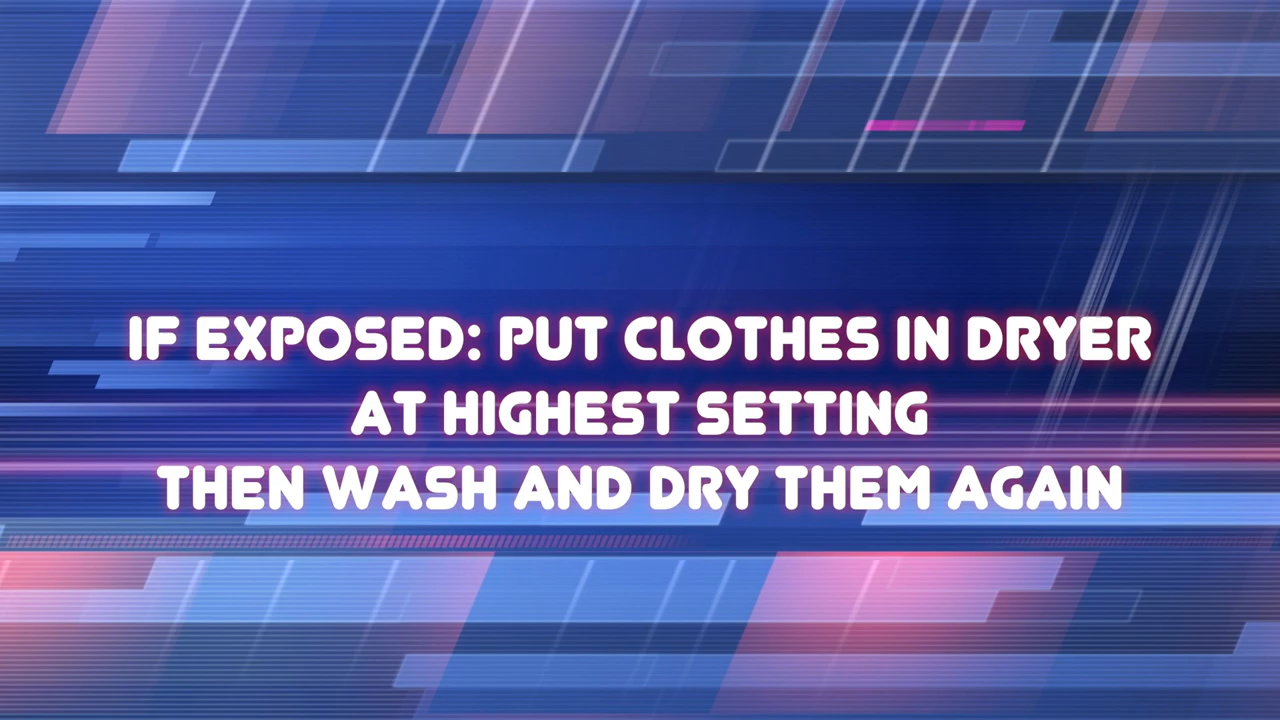 IF EXPOSED: PUT CLOTHES IN DRYER
AT HIGHEST SETTING
THEN WASH AND DRY THEM AGAIN